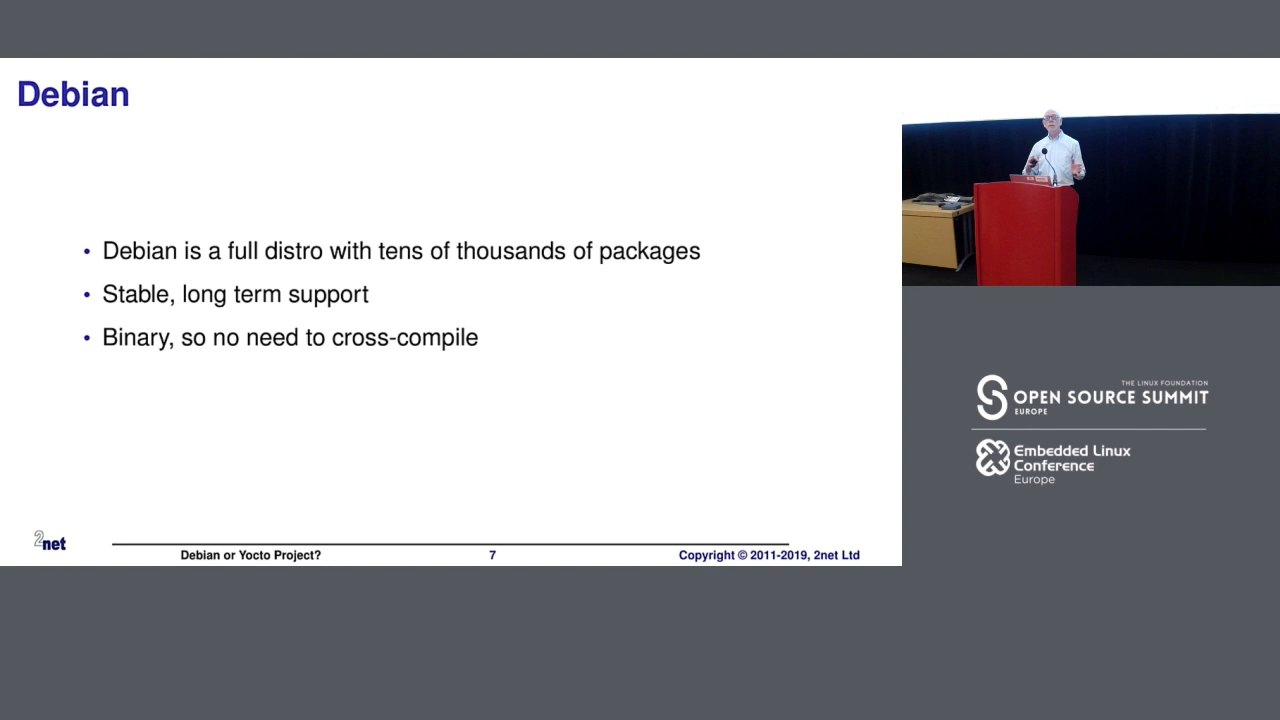 Debian
• Debian is a full distro with tens of thousands of packages
• Stable, long term support
• Binary, so no need to cross-compile
2net
Debian or Yocto Project?
7
Copyright © 2011-2019, 2net Ltd
THE LINUX FOUNDATION
OPEN SOURCE SUMMIT
EUROPE
Embedded Linux
Conference
Europe